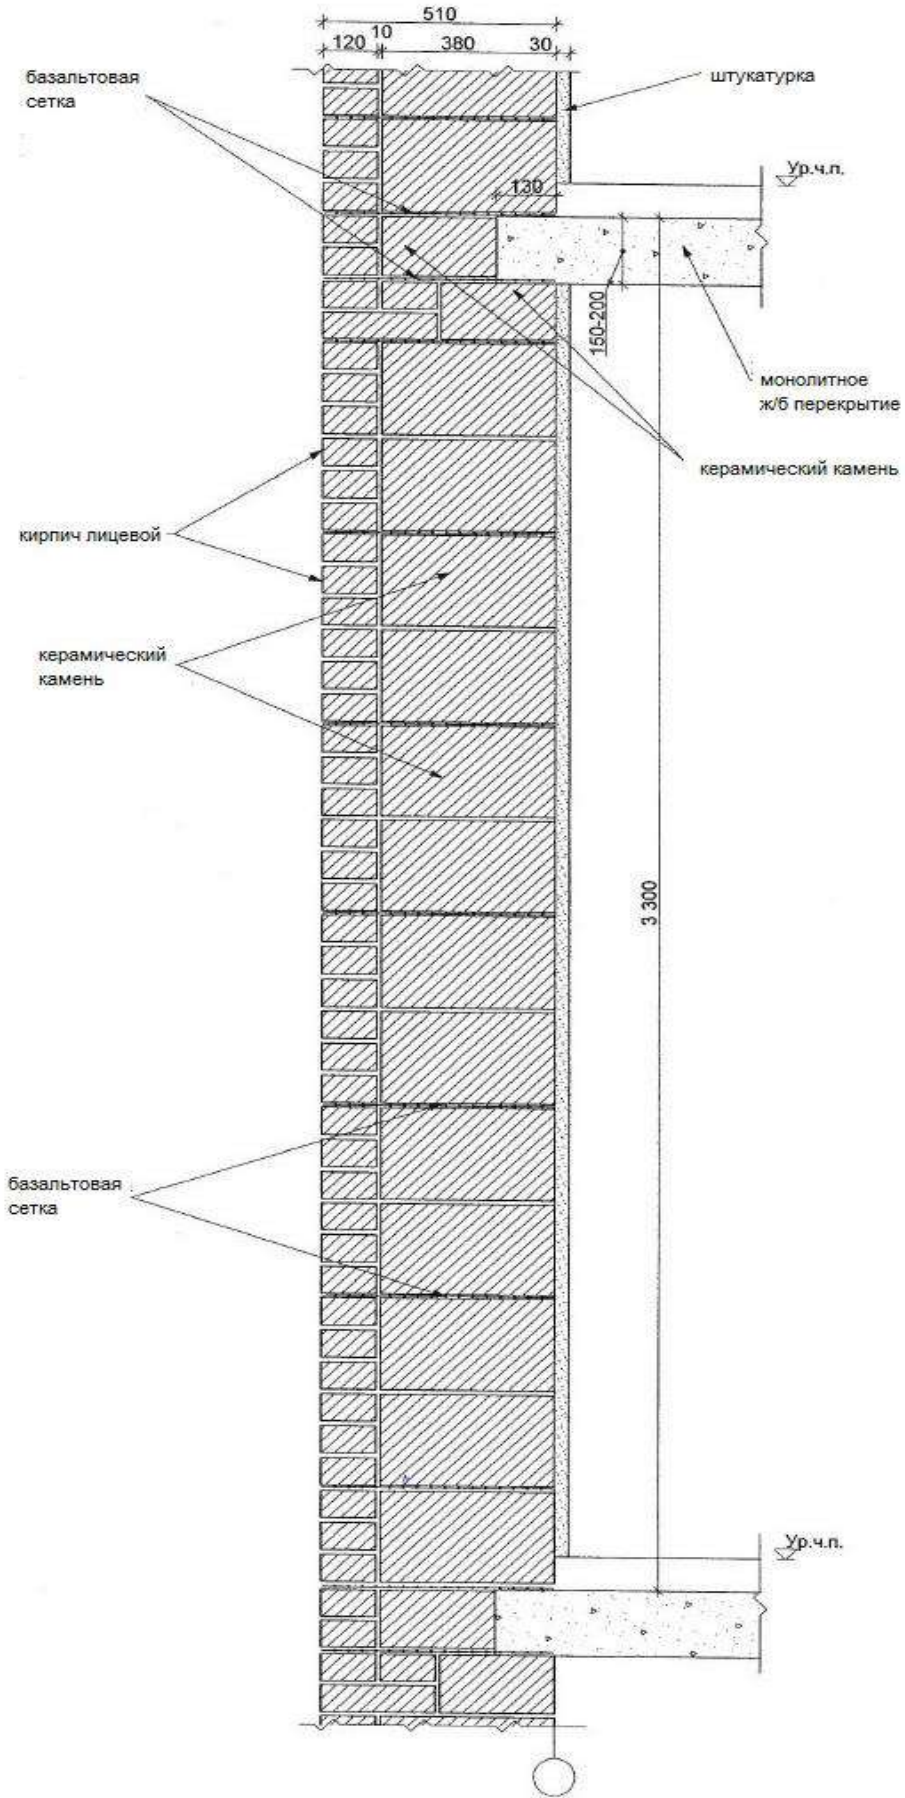 510
120
10
380
30
базальтовая
сетка
штукатурка
Ур.ч.п.
130
150-200
монолитное
ж/б перекрытие
керамический камень
кирпич лицевой
керамический
камень
3 300
базальтовая
сетка
Ур.ч.п.